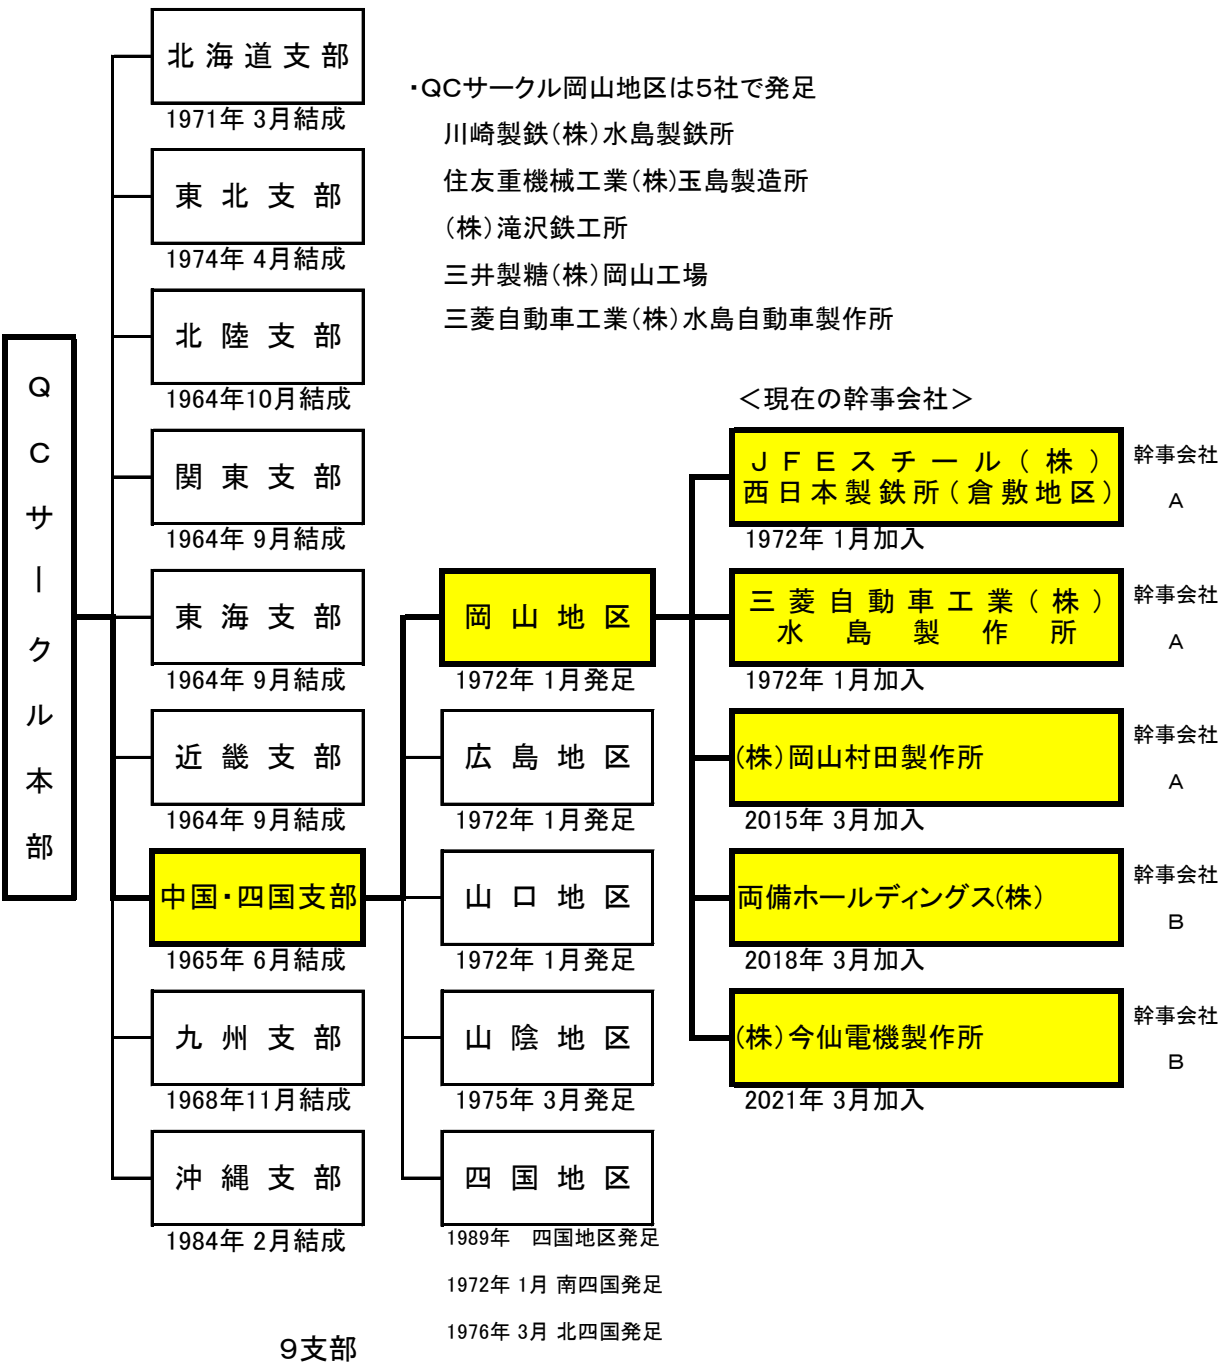 北海道支部
1971年 3月結成
東北支部
1974年 4月結成
北陸支部
1964年10月結成
関東支部
1964年 9月結成
東海支部
1964年 9月結成
近畿支部
1964年 9月結成
中国・四国支部
1965年 6月結成
九州支部
1968年11月結成
沖縄支部
1984年 2月結成
9支部
QCサークル本部
・QCサークル岡山地区は5社で発足
川崎製鉄(株)水島製鉄所
住友重機械工業(株)玉島製造所
(株)滝沢鉄工所
三井製糖(株)岡山工場
三菱自動車工業(株)水島自動車製作所
岡山地区
1972年 1月発足
広島地区
1972年 1月発足
山口地区
1972年 1月発足
山陰地区
1975年 3月発足
四国地区
1989年 四国地区発足
1972年 1月 南四国発足
1976年 3月 北四国発足
<現在の幹事会社>
JFEスチール(株)
西日本製鉄所(倉敷地区)
1972年 1月加入
幹事会社
A
三菱自動車工業(株)
水島製作所
1972年 1月加入
幹事会社
A
(株)岡山村田製作所
2015年 3月加入
幹事会社
A
両備ホールディングス(株)
2018年 3月加入
幹事会社
B
(株)今仙電機製作所
2021年 3月加入
幹事会社
B